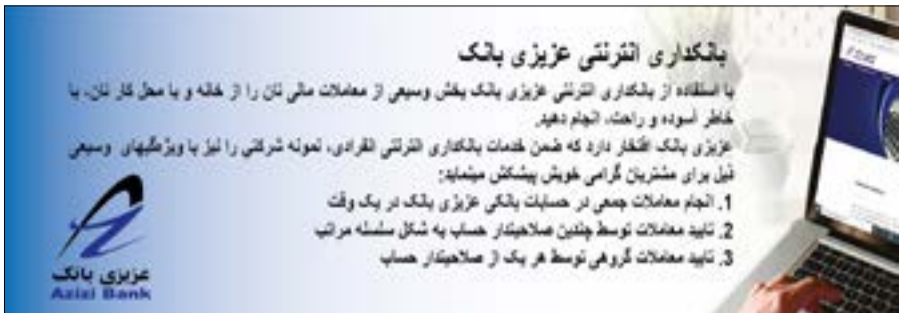 بانکداری انترنتی عزیزی بانک
با استفاده از بانکداری انترنتی عزیزی بانک بخش وسیعی از معاملات مالی تان را از خانه و یا محل کار تان، با
خاطر آسوده و راحت، انجام دهید.
عزیزی بانک افتخار دارد که ضمن خدمات بانکداری انترنتی انفرادی، نمونه شرکتی را نیز با ویژگیهای وسیعی
ذیل برای مشتریان گرامی خویش پیشکش مینماید:
1. انجام معاملات جمعی در حسابات بانکی عزیزی بانک در یک وقت
2. تایید معاملات توسط چندین صلاحیتدار حساب به شکل سلسله مراتب
3. تایید معاملات گروهی توسط هر یک از صلاحیتدار حساب
عزیزی بانک
Azizi Bank